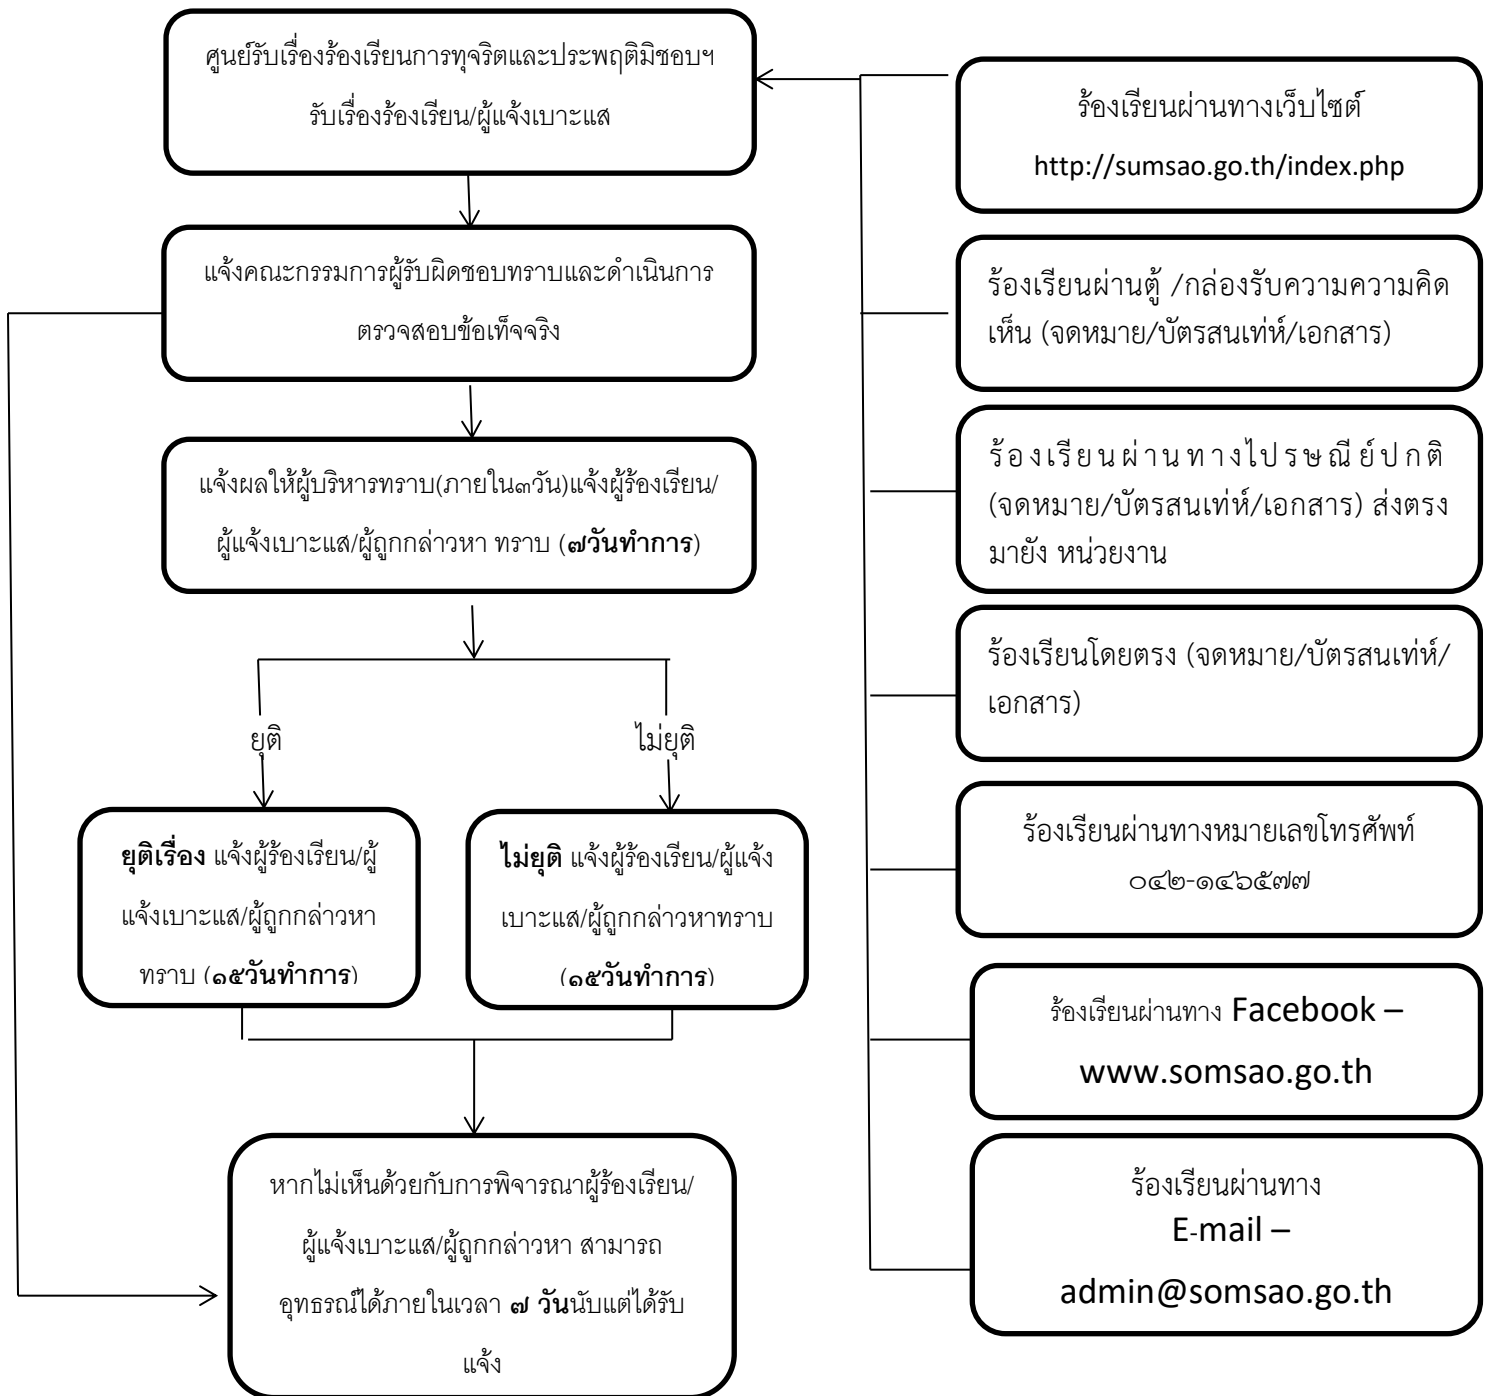 ศูนย์รับเรื่องร้องเรียนการทุจริตและประพฤติมิชอบฯ
รับเรื่องร้องเรียน/ผู้แจ้งเบาะแส
แจ้งคณะกรรมการผู้รับผิดชอบทราบและดำเนินการ
ตรวจสอบข้อเท็จจริง
แจ้งผลให้ผู้บริหารทราบ(ภายใน๓วัน)แจ้งผู้ร้องเรียน/
ผู้แจ้งเบาะแส/ผู้ถูกกล่าวหา ทราบ (๗วันทำการ)
ยุติ
ไม่ยุติ
ยุติเรื่อง แจ้งผู้ร้องเรียน/ผู้
แจ้งเบาะแส/ผู้ถูกกล่าวหา
ทราบ (๑๕วันทำการ)
ไม่ยุติ แจ้งผู้ร้องเรียน/ผู้แจ้ง
เบาะแส/ผู้ถูกกล่าวหาทราบ
(๑๕วันทำการ)
หากไม่เห็นด้วยกับการพิจารณาผู้ร้องเรียน/
ผู้แจ้งเบาะแส/ผู้ถูกกล่าวหา สามารถ
อุทธรณ์ได้ภายในเวลา ๗ วันนับแต่ได้รับ
แจ้ง
ร้องเรียนผ่านทางเว็บไซต์
http://sumsao.go.th/index.php
ร้องเรียนผ่านตู้ /กล่องรับความความคิด
เห็น (จดหมาย/บัตรสนเท่ห์/เอกสาร)
ร้องเรียนผ่านทางไปรษณีย์ปกติ
(จดหมาย/บัตรสนเท่ห์/เอกสาร) ส่งตรง
มายัง หน่วยงาน
ร้องเรียนโดยตรง (จดหมาย/บัตรสนเท่ห์/
เอกสาร)
ร้องเรียนผ่านทางหมายเลขโทรศัพท์
๐๔๒-๑๔๖๕๗๗
ร้องเรียนผ่านทาง Facebook –
www.somsao.go.th
ร้องเรียนผ่านทาง
E-mail –
admin@somsao.go.th